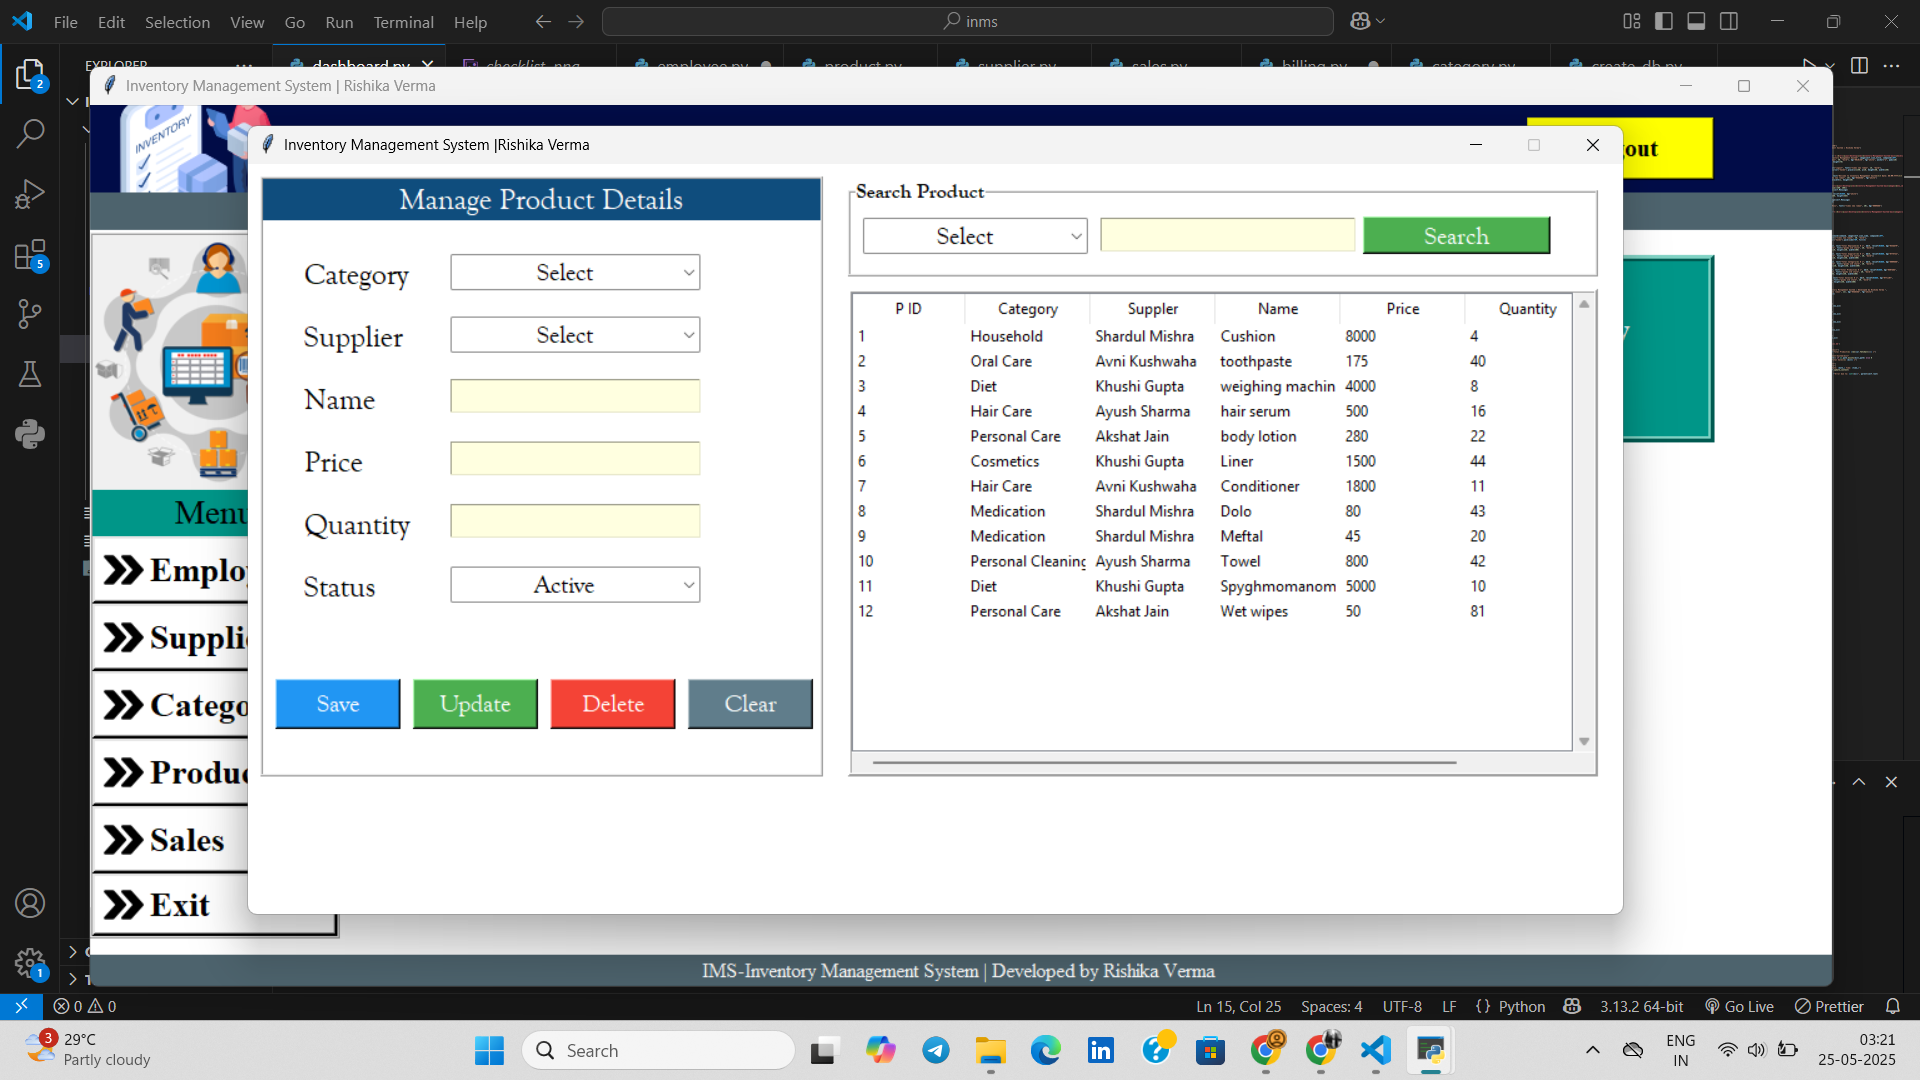 File Edit Selection View Go Run Terminal Help
inms
EXPLORER
dashboard.py checklist .png employee.py product.py supplier.py sales.py billing.py category.py create_db.py
Inventory Management System | Rishika Verma
INVENTORY
Inventory Management System |Rishika Verma
Manage Product Details
Category Select
Supplier Select
Name
Price
Quantity
Status Active
Save Update Delete Clear
Search Product
Select Search
P ID Category Suppler Name Price Quantity
1 Household Shardul Mishra Cushion 8000 4
2 Oral Care Avni Kushwaha toothpaste 175 40
3 Diet Khushi Gupta weighing machin 4000 8
4 Hair Care Ayush Sharma hair serum 500 16
5 Personal Care Akshat Jain body lotion 280 22
6 Cosmetics Khushi Gupta Liner 1500 44
7 Hair Care Avni Kushwaha Conditioner 1800 11
8 Medication Shardul Mishra Dolo 80 43
9 Medication Shardul Mishra Meftal 45 20
10 Personal Cleaning Ayush Sharma Towel 800 42
11 Diet Khushi Gupta Spyghmomanom 5000 10
12 Personal Care Akshat Jain Wet wipes 50 81
out
Menu
Employ
Supplie
Catego
Produc
Sales
Exit
IMS-Inventory Management System | Developed by Rishika Verma
2
5
1
0 0
Ln 15, Col 25 Spaces: 4 UTF-8 LF {} Python 3.13.2 64-bit Go Live Prettier
3
29°C
Partly cloudy
Search
ENG
IN
03:21
25-05-2025